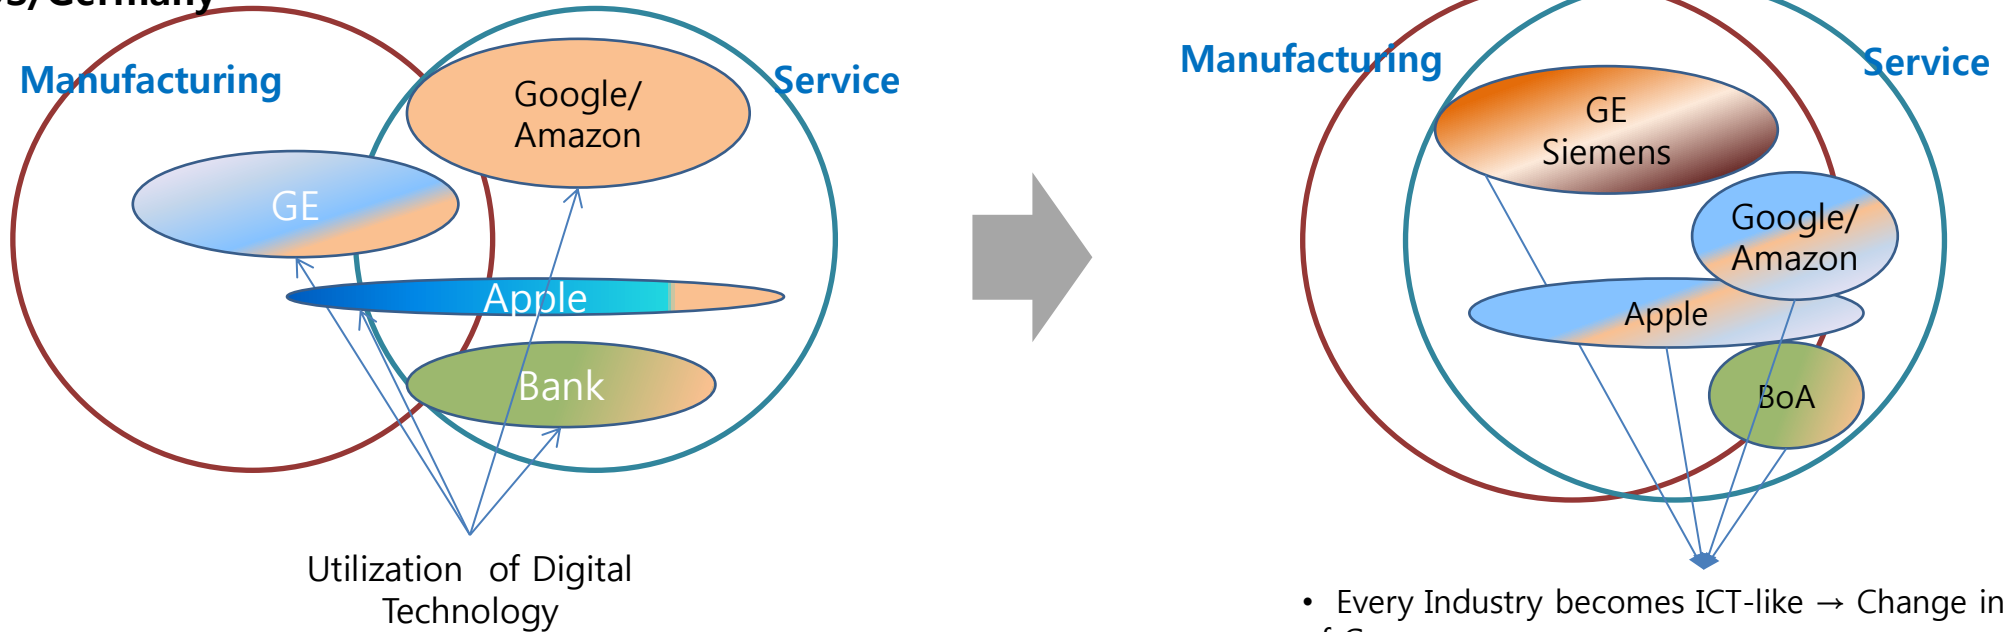 Manufacturing
Service
Google/
Amazon
GE
Apple
Bank
Utilization of Digital
Technology
Manufacturing
Service
GE
Siemens
Google/
Amazon
Apple
BoA
• Every Industry becomes ICT-like → Change in